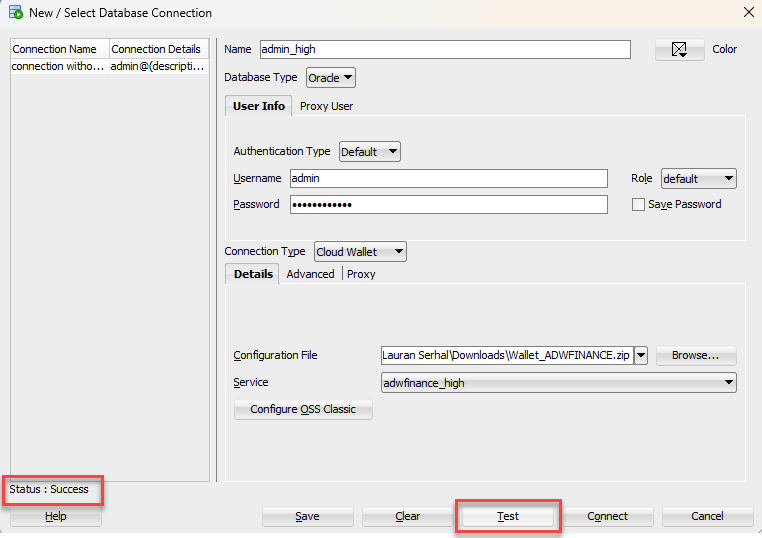 New / Select Database Connection
Connection Name Connection Details
connection witho... admin@(descripti...
Name admin_high Color
Database Type Oracle
User Info Proxy User
Authentication Type Default
Username admin Role default
Password •••••••••••• Save Password
Connection Type Cloud Wallet
Details Advanced Proxy
Configuration File Lauran Serhal\Downloads\Wallet_ADWFINANCE.zip Browse...
Service adwfinance_high
Configure OSS Classic
Status : Success
Help Save Clear Test Connect Cancel